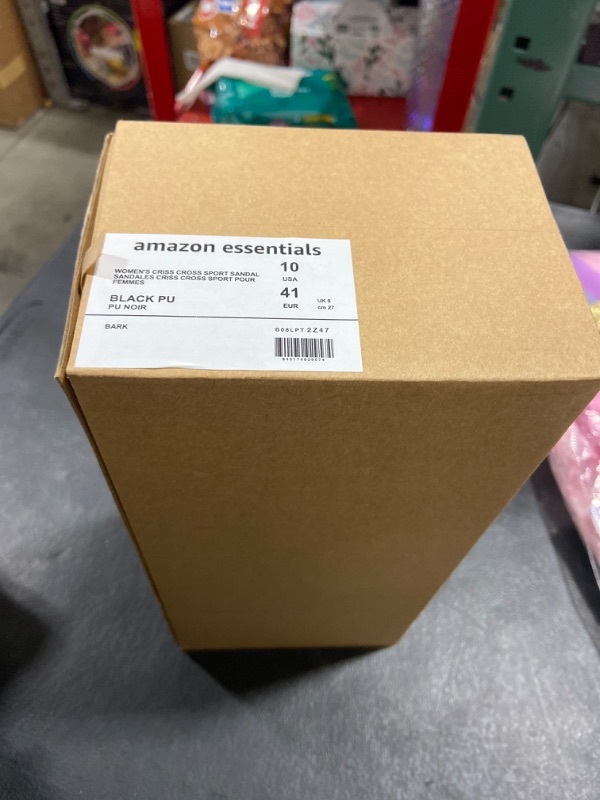 amazon essentials
WOMEN'S CRISS CROSS SPORT SANDAL
SANDALES CRISS CROSS SPORT POUR
FEMMES
10
USA
BLACK PU
PU NOIR
41
EUR
UK 8
cm 27
BARK
B06LPT 2Z47